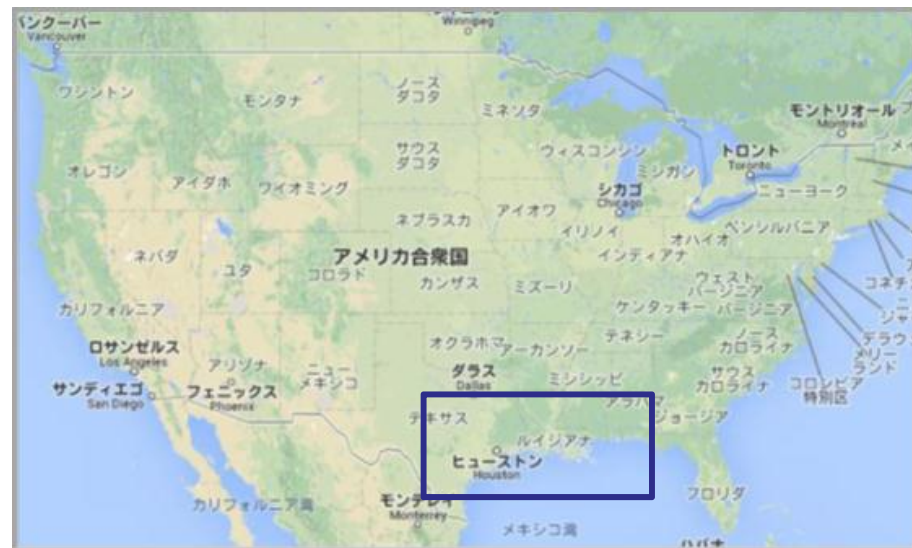 バンクーバー
Vancouver
Winnipeg
ワシントン
モンタナ
ノース
ダコタ
ミネソタ
モントリオール
Montreal
オレゴン
アイダホ
ワイオミング
サウス
ダコタ
ウィスコンシン
ミシガン
トロント
Toronto
ニューヨーク
シカゴ
Chicago
ネブラスカ
アイオワ
イリノイ
インディアナ
オハイオ
ペンシルバニア
ネバダ
ユタ
アメリカ合衆国
コロラド
カンザス
ミズーリ
ウェスト
バージニア
ケンタッキー
バージニア
カリフォルニア
ロサンゼルス
Los Angeles
アリゾナ
ニュー
メキシコ
オクラホマ
アーカンソー
テネシー
ノース
カロライナ
デラウ
メリー
ランド
サンディエゴ
San Diego
フェニックス
Phoenix
ダラス
Dallas
ミシシッピ
アラバマ
サウス
カロライナ
コロンビア
特別区
テキサス
ルイジアナ
ジョージア
ヒューストン
Houston
カリフォルニア湾
モンテレイ
Monterrey
フロリダ
メキシコ湾
ハバナ